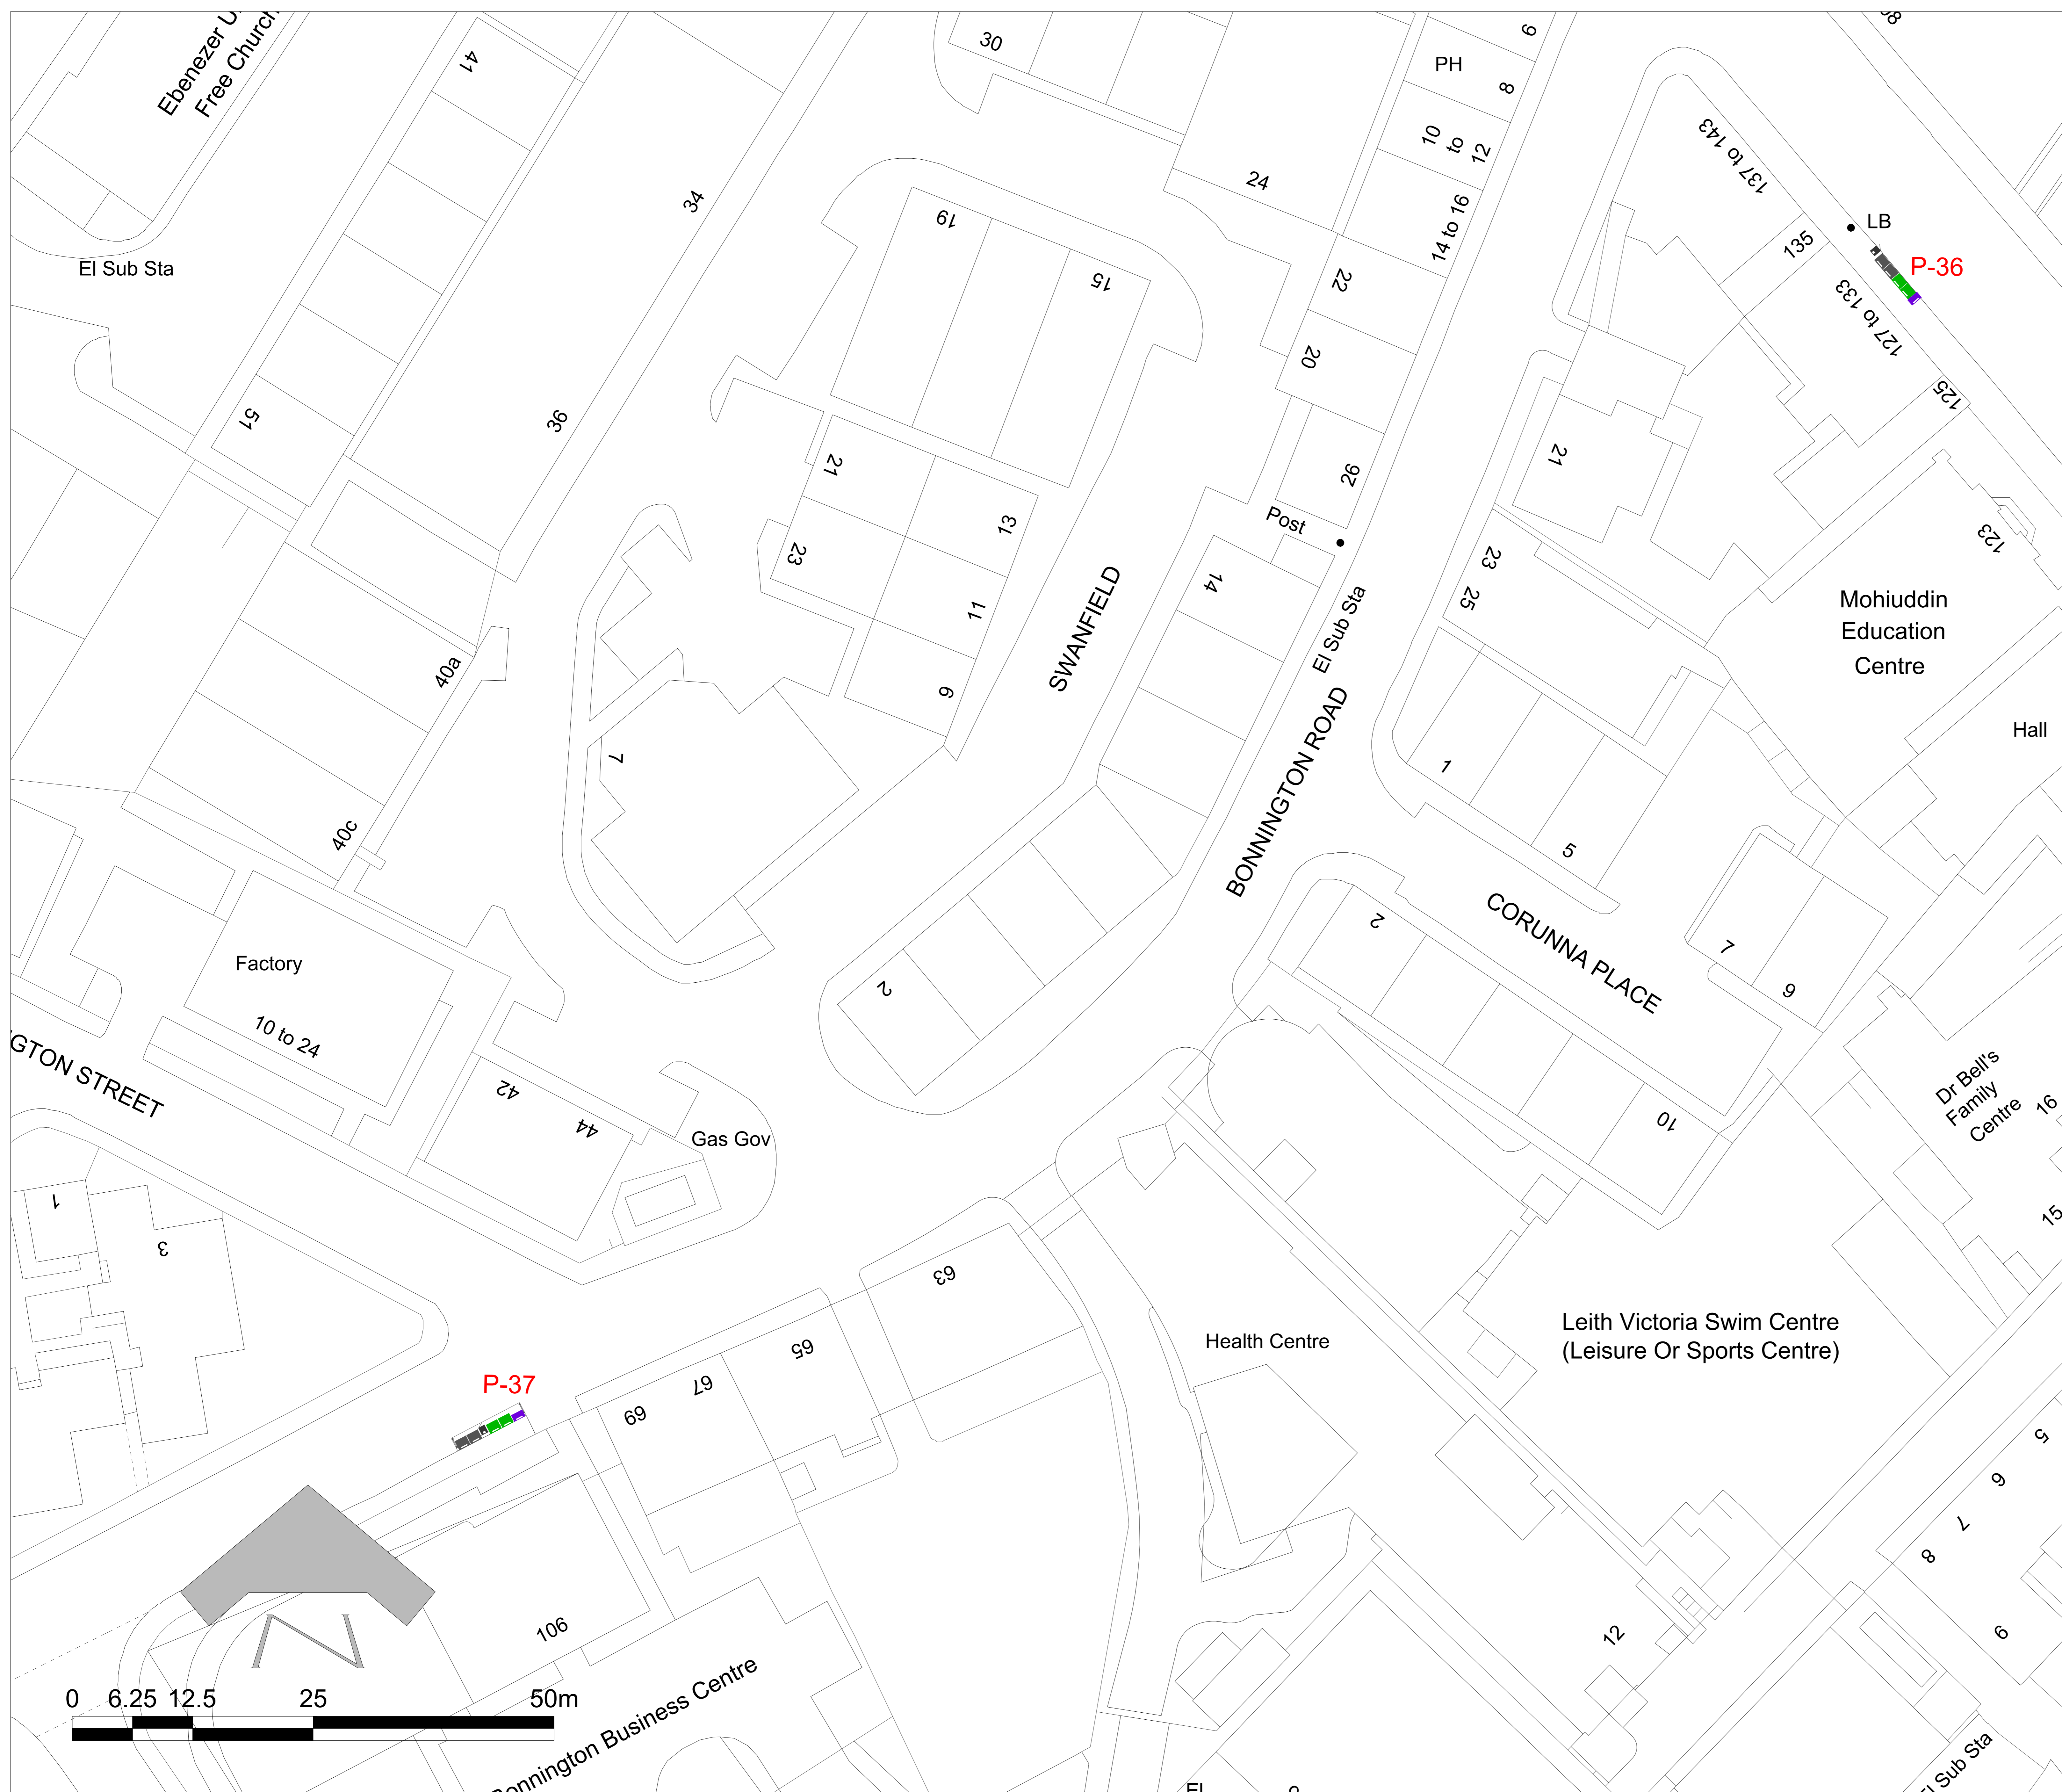 Ebenezer U
Free Church
41
30
PH
6
8
10
to
12
137 to 143
LB
135
P-36
24
34
19
14 to 16
15
22
127 to 133
El Sub Sta
20
125
51
36
21
26
21
Post
13
23
123
23
14
25
11
SWANFIELD
El Sub Sta
Mohiuddin
Education
Centre
9
40a
Hall
7
BONNINGTON ROAD
1
40c
5
2
CORUNNA PLACE
7
9
Factory
2
10 to 24
GTON STREET
42
44
Gas Gov
10
Dr Bell's
Family
Centre
16
15
1
3
63
Leith Victoria Swim Centre
(Leisure Or Sports Centre)
Health Centre
65
67
P-37
69
5
6
7
8
9
12
106
0 6.25 12.5 25 50m
N
Bonnington Business Centre
El Sub Sta
El